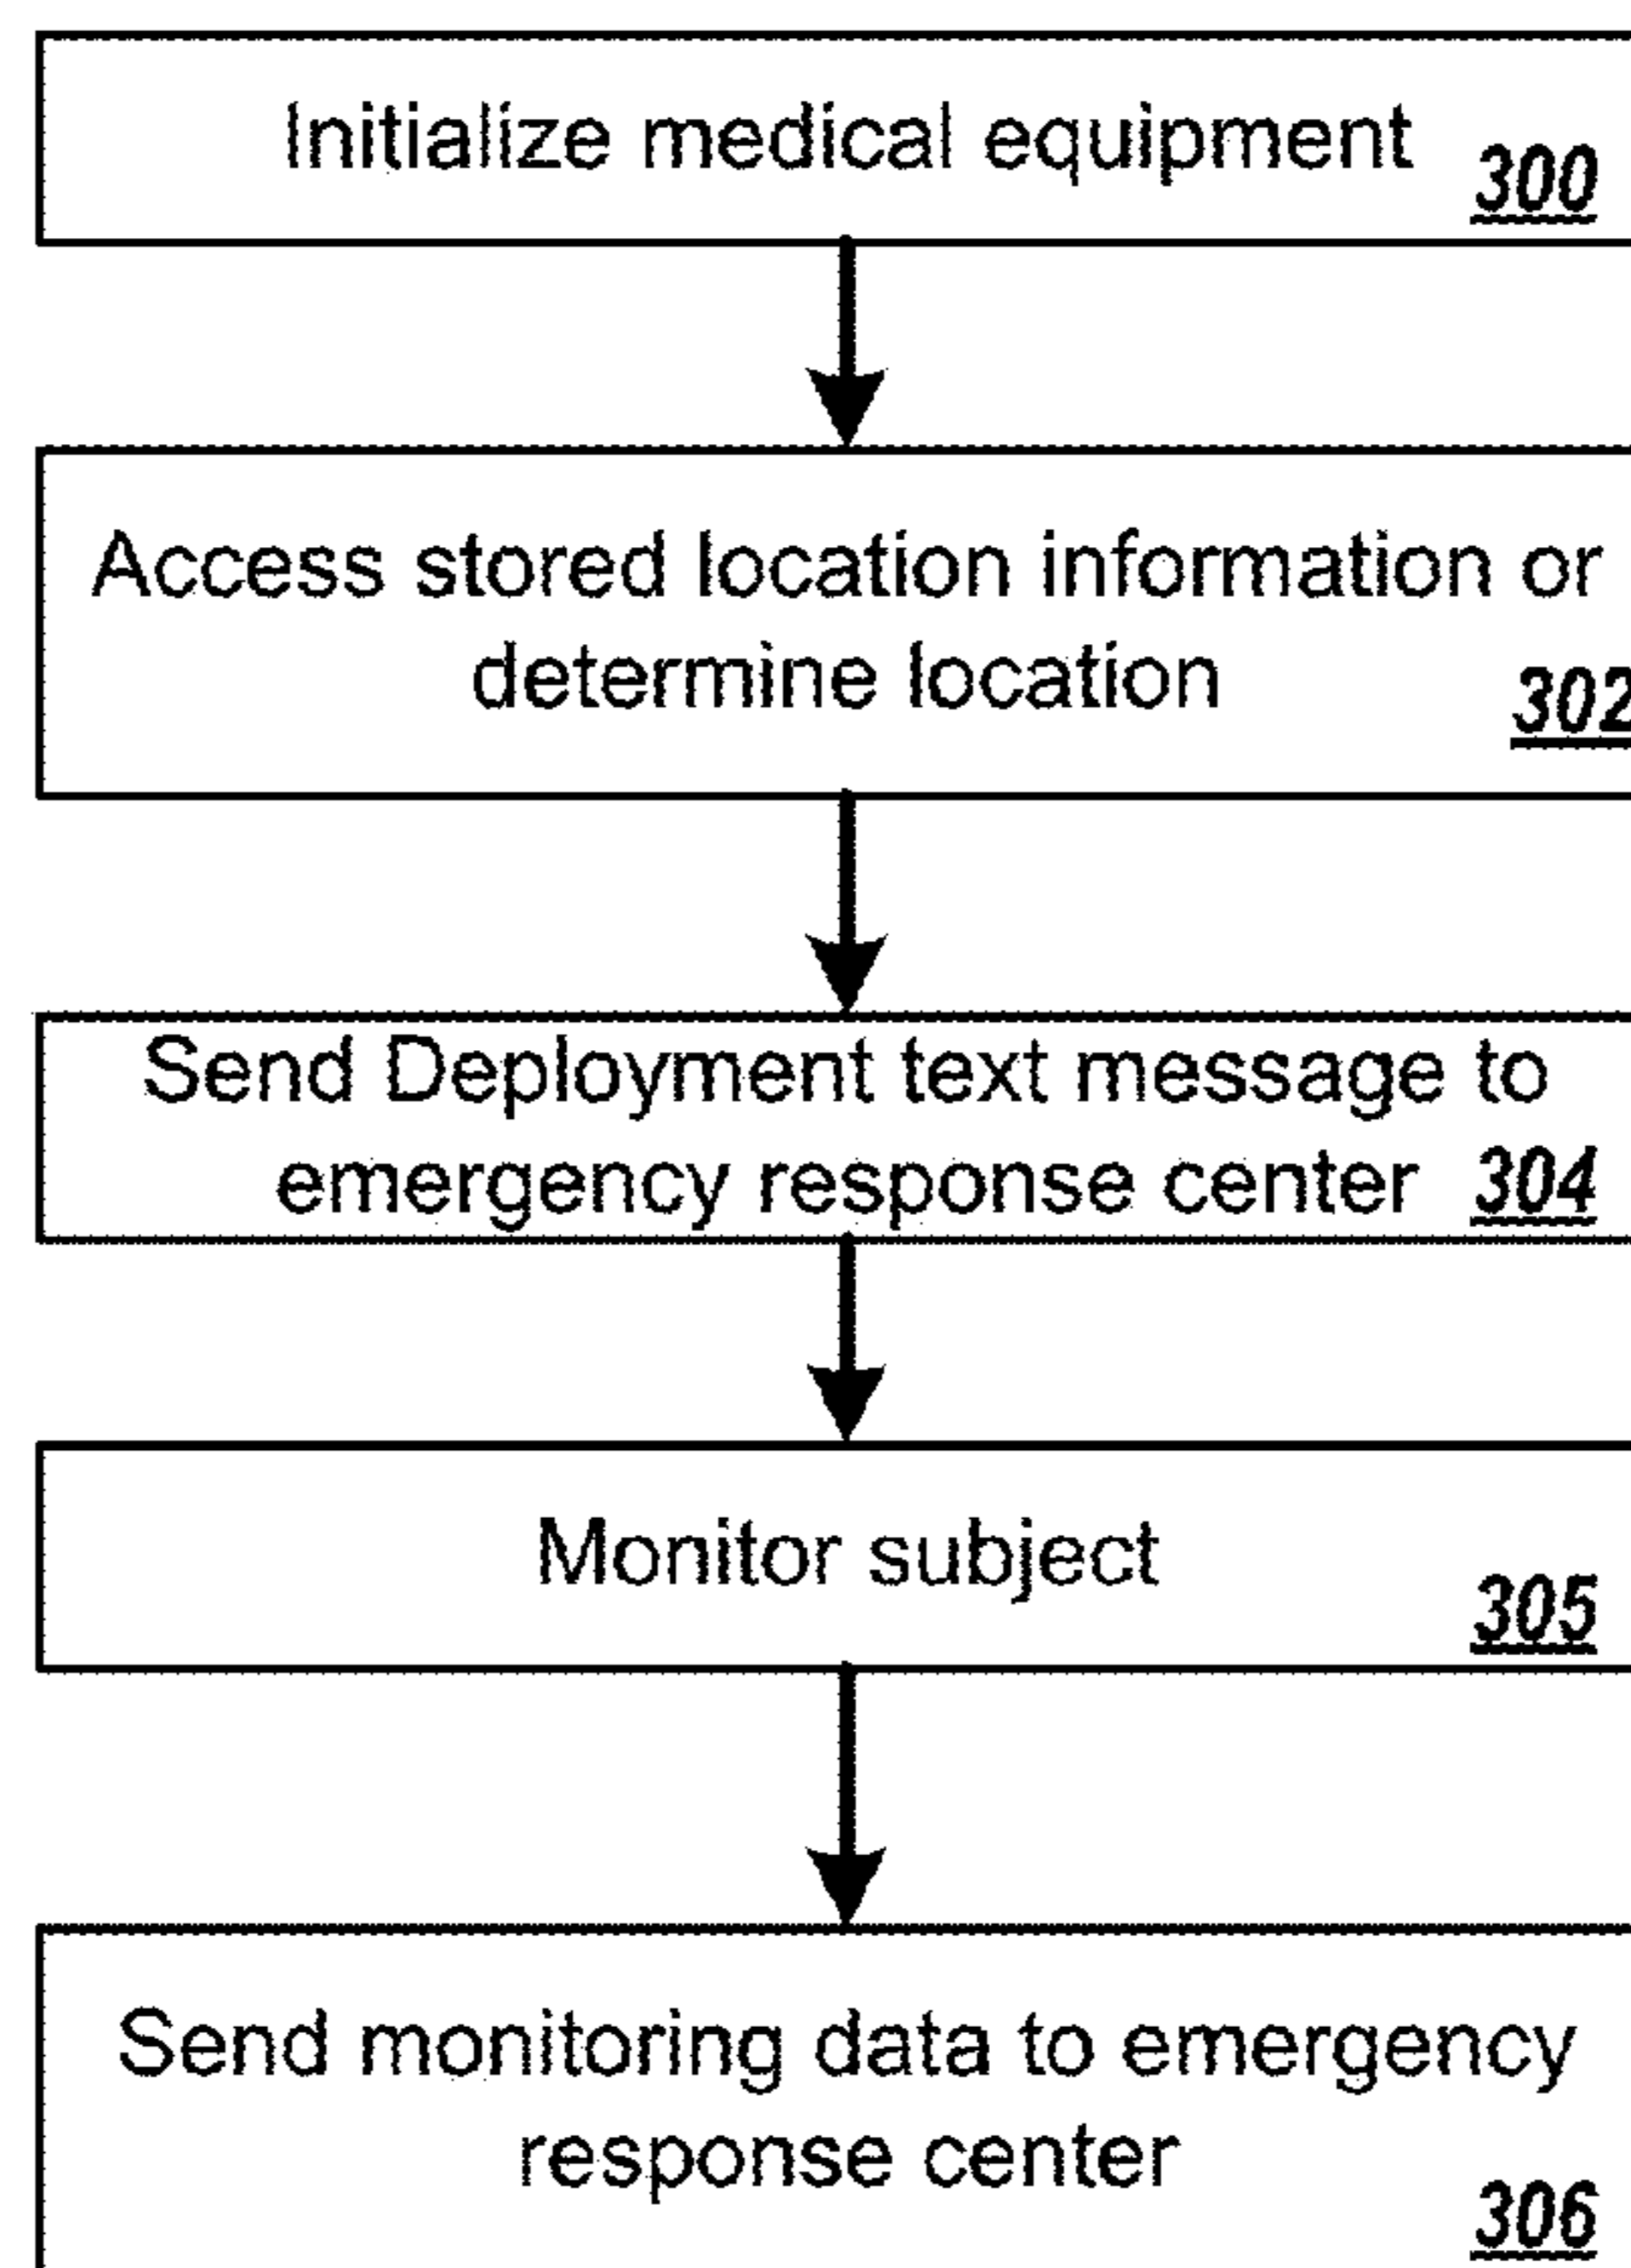 Initialize medical equipment
300
Access stored location information or
determine location
302
Send Deployment text message to
emergency response center 304
Monitor subject
305
Send monitoring data to emergency
response center
306